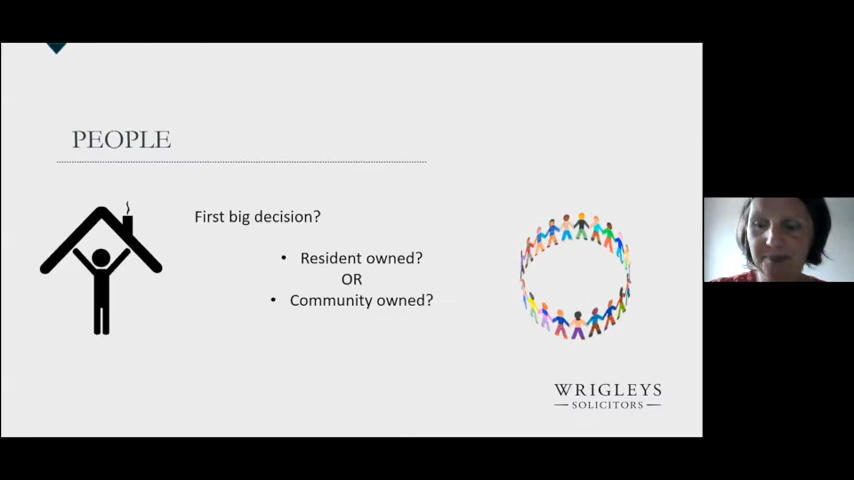 PEOPLE
First big decision?
• Resident owned?
OR
• Community owned?
WRIGLEYS
SOLICITORS